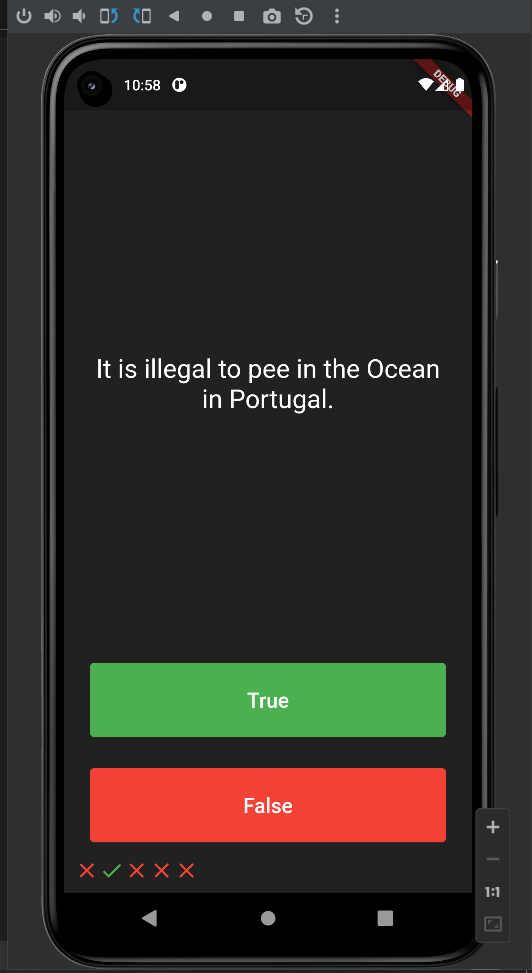 10:58
DEBUG
It is illegal to pee in the Ocean
in Portugal.
True
False
1:1